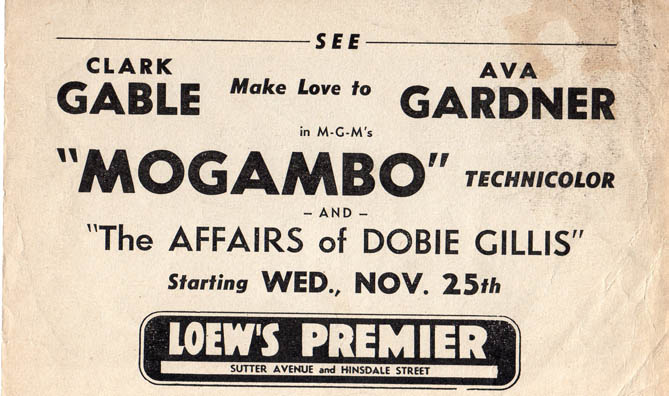 SEE
CLARK GABLE Make Love to AVA GARDNER
in M-G-M's
"MOGAMBO" TECHNICOLOR
– AND –
"The AFFAIRS of DOBIE GILLIS"
Starting WED., NOV. 25th
LOEW'S PREMIER
SUTTER AVENUE and HINSDALE STREET